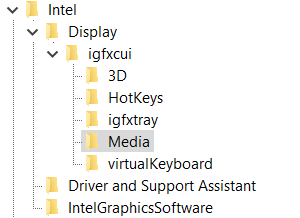 Intel
Display
igfxcui
3D
HotKeys
igfxtray
Media
virtualKeyboard
Driver and Support Assistant
IntelGraphicsSoftware